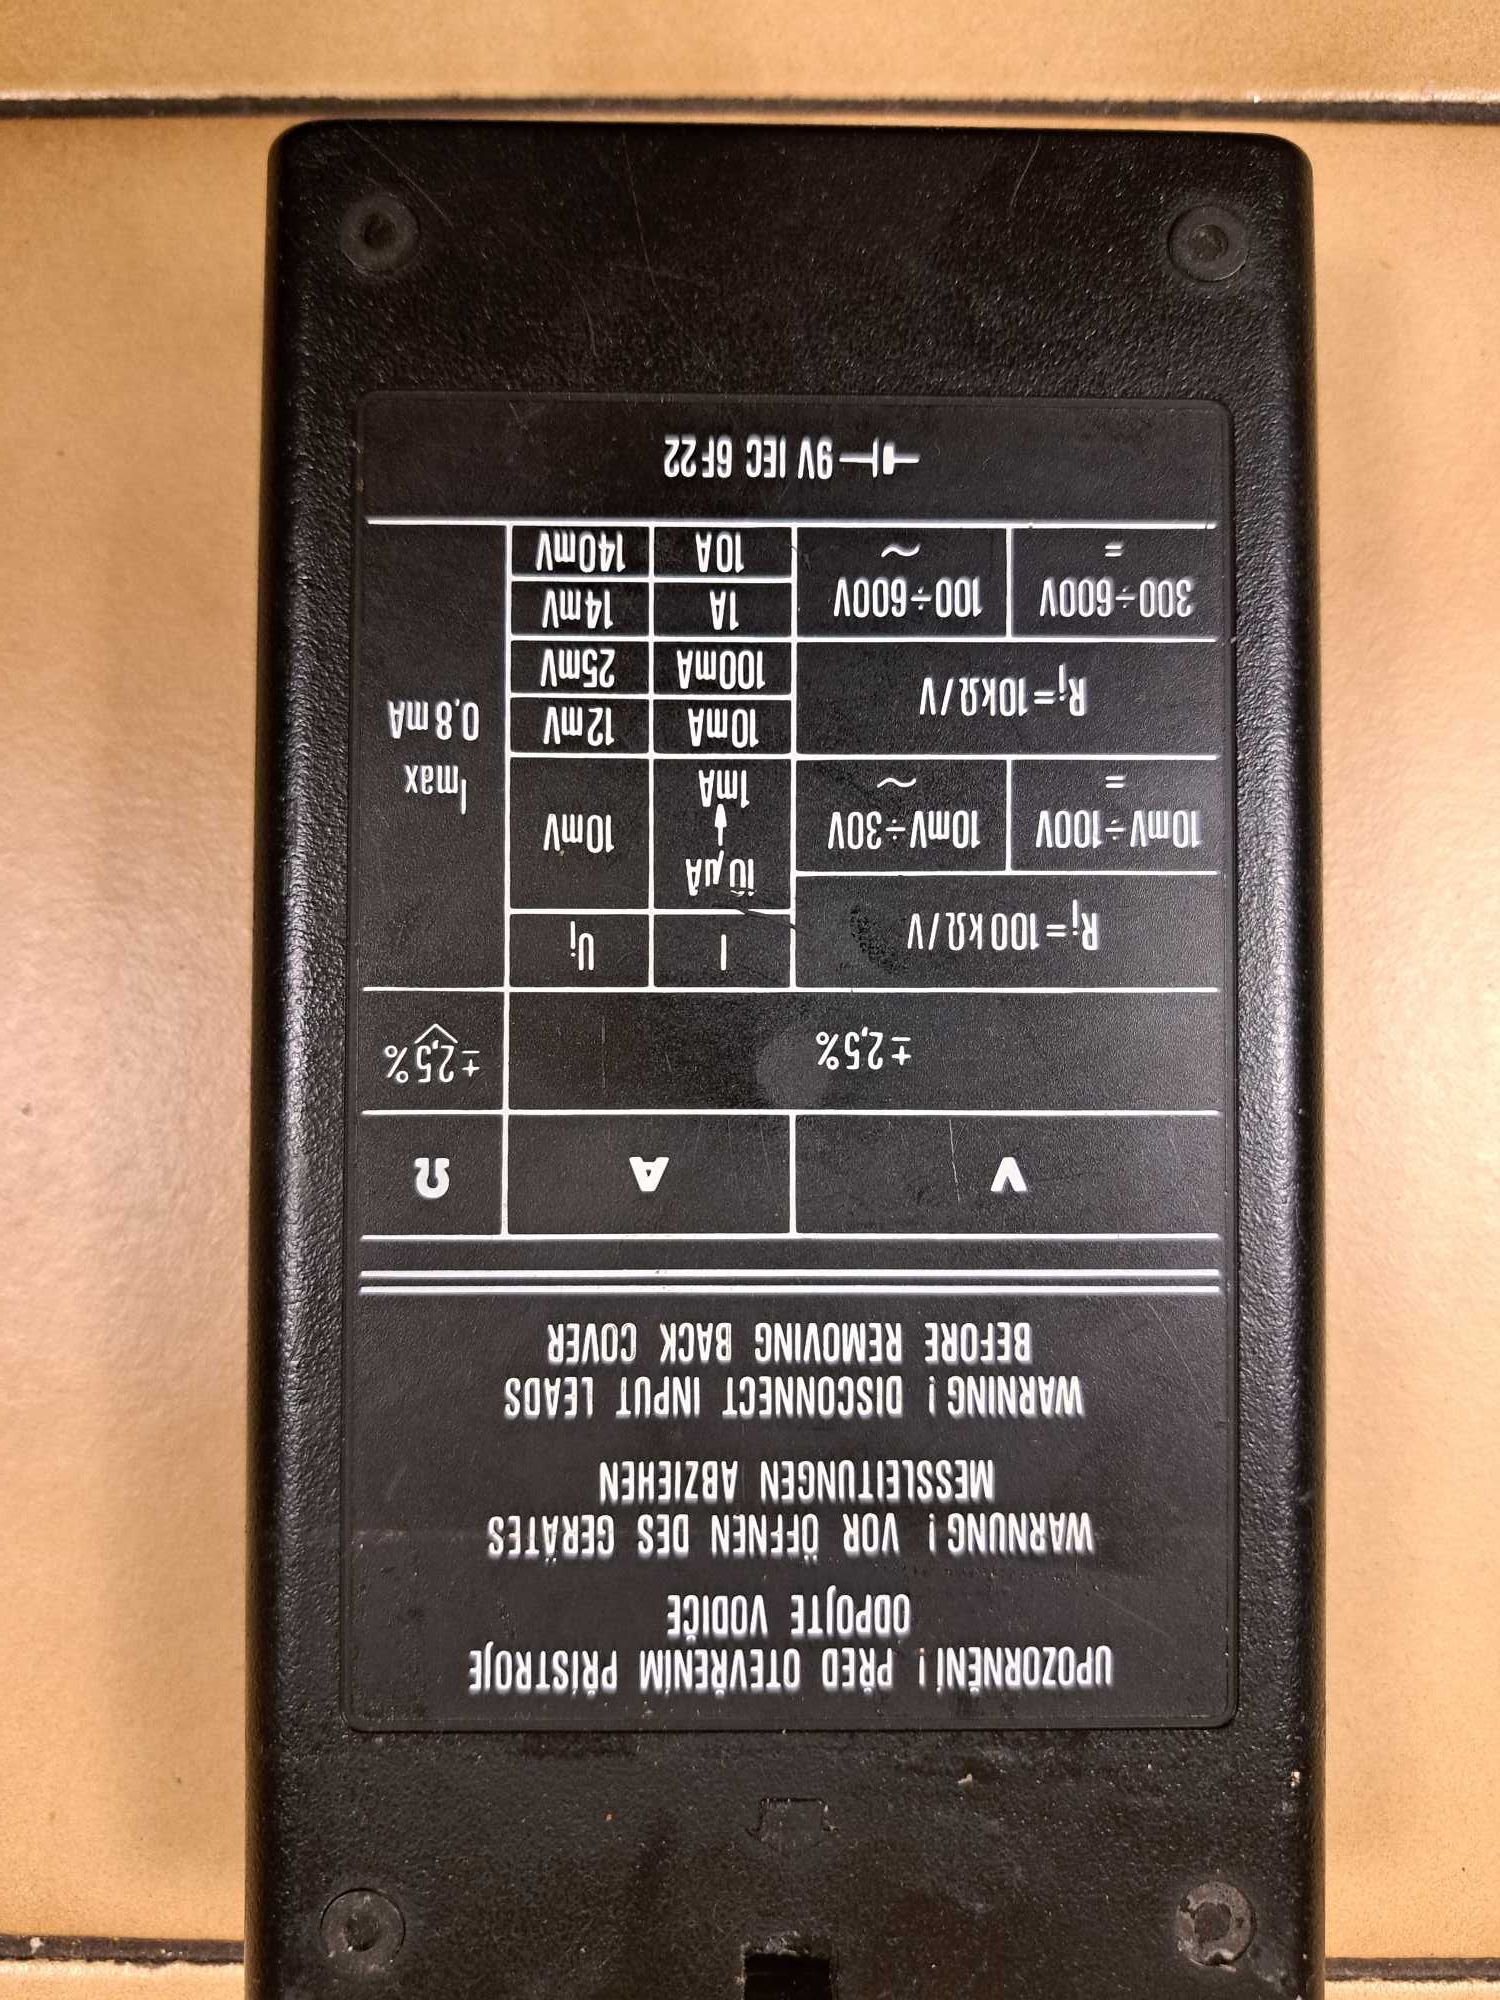 UPOZORNĚNÍ! PŘED OTEVŘENÍM PŘÍSTROJE
ODPOJTE VODIČE
WARNUNG! VOR ÖFFNEN DES GERÄTES
MESSLEITUNGEN ABZIEHEN
WARNING! DISCONNECT INPUT LEADS
BEFORE REMOVING BACK COVER
V A Ω
±2,5% ±2,5%
Ri=100kΩ/V I Ui
10mV÷100V = 10mV÷30V ~ 10µA → 1mA 10mV
Imax
0,8mA
Ri=10kΩ/V 10mA 12mV
100mA 25mV
300÷600V = 100÷600V ~ 1A 14mV
10A 140mV
9V IEC 6F22